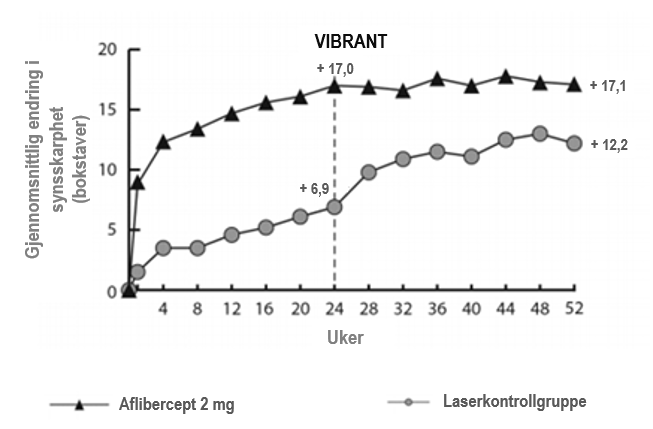 VIBRANT
Gjennomsnittlig endring i
synsskarphet
(bokstaver)
20
15
10
5
0
+ 17,0
+ 17,1
+ 12,2
+ 6,9
4 8 12 16 20 24 28 32 36 40 44 48 52
Uker
Aflibercept 2 mg
Laserkontrollgruppe